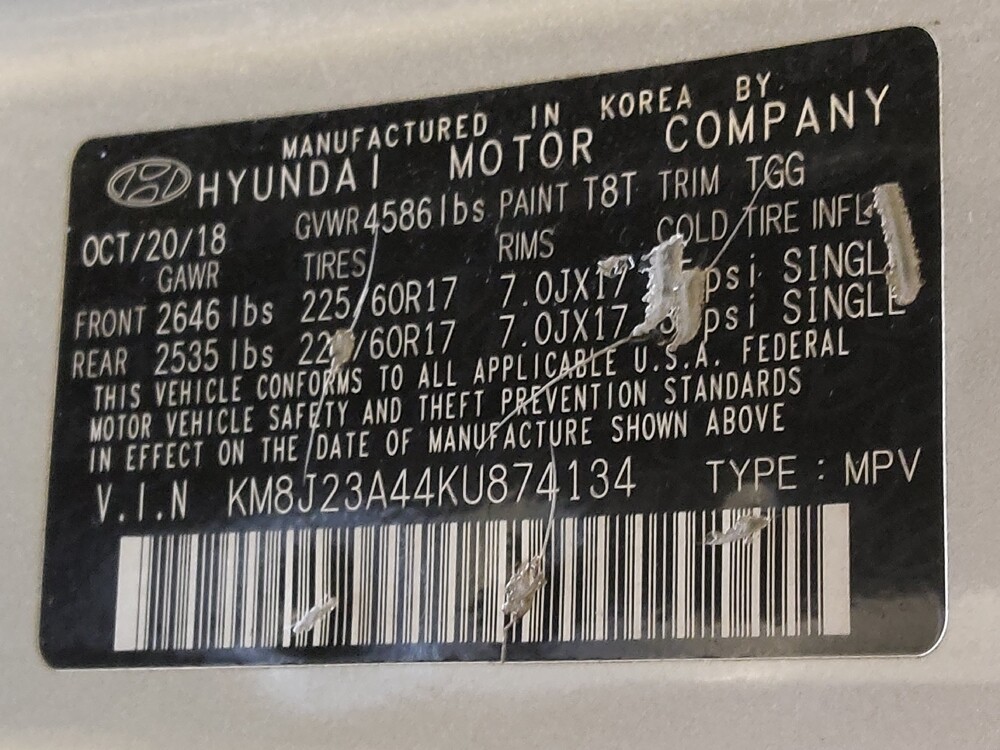 MANUFACTURED IN KOREA BY
HYUNDAI MOTOR COMPANY
OCT/20/18 GVWR 4586 lbs PAINT T8T TRIM TGG
GAWR TIRES RIMS COLD TIRE
FRONT 2646 lbs 225/60R17 7.0JX17 psi
REAR 2535 lbs 7.0JX17 psi SINGLE
THIS VEHICLE CONFORMS TO ALL APPLICABLE U.S.A. FEDERAL
MOTOR VEHICLE SAFETY AND THEFT PREVENTION STANDARDS
IN EFFECT ON THE DATE OF MANUFACTURE SHOWN ABOVE
V.I.N KM8J23A44KU874134 TYPE : MPV